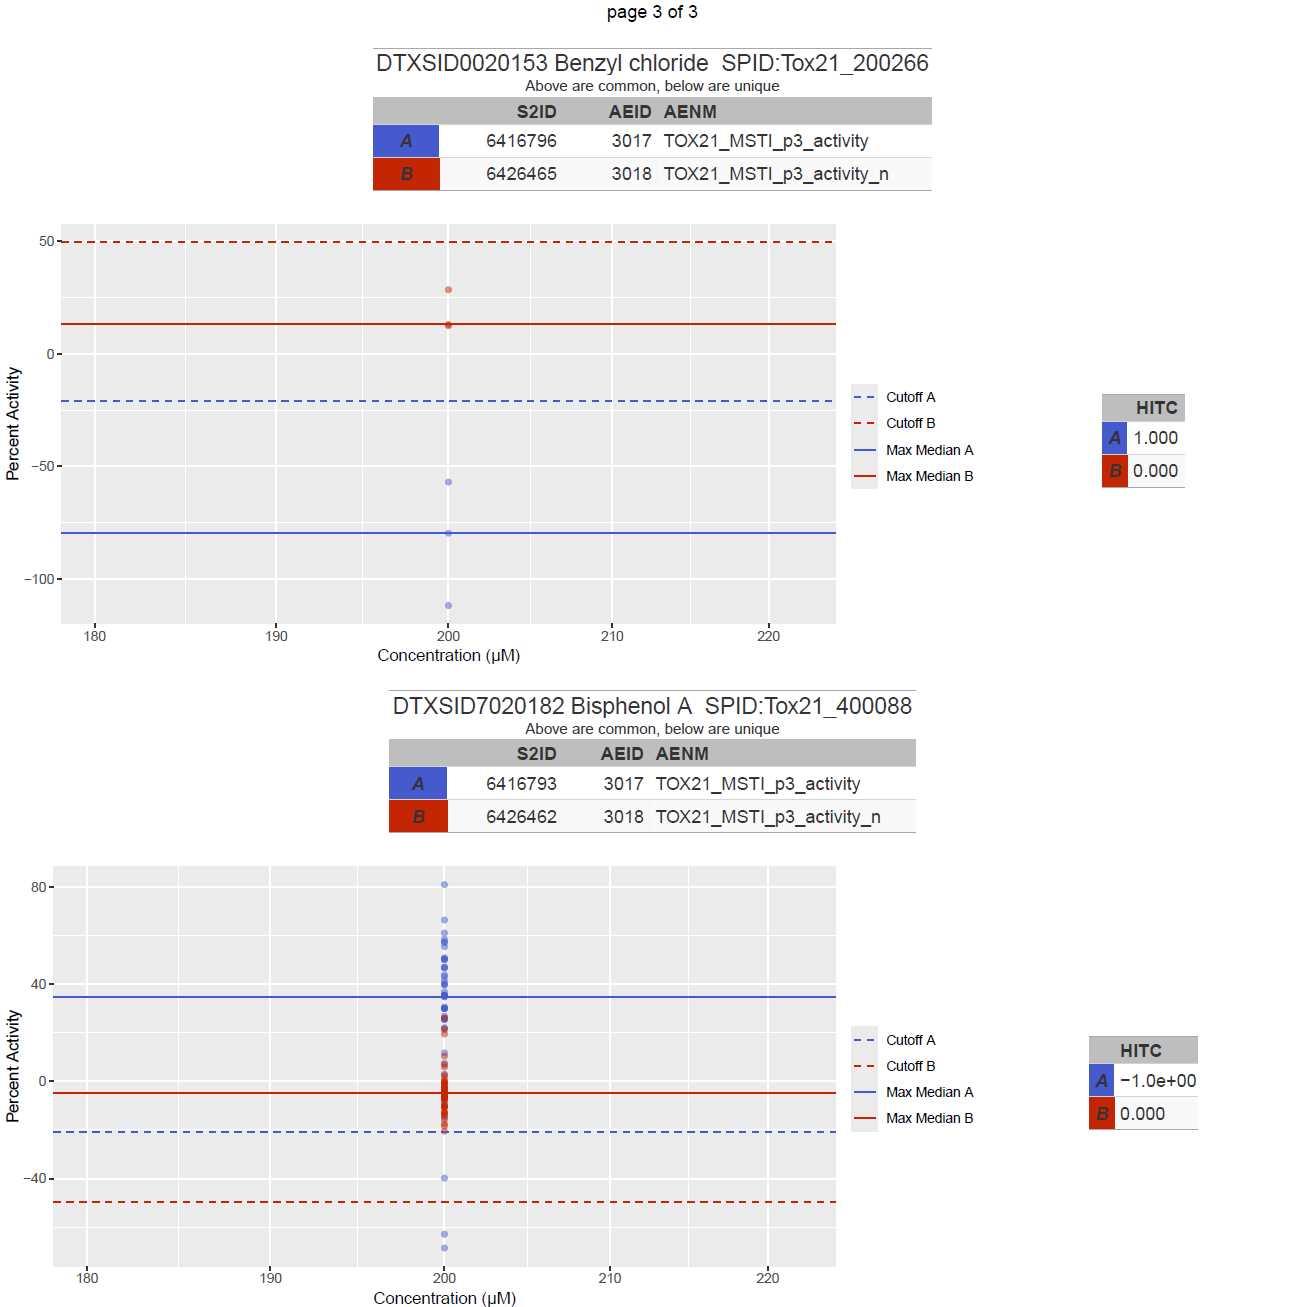 page 3 of 3
DTXSID0020153 Benzyl chloride  SPID:Tox21_200266
Above are common, below are unique
S2ID AEID AENM
A 6416796 3017 TOX21_MSTI_p3_activity
B 6426465 3018 TOX21_MSTI_p3_activity_n
50
0
−50
−100
Percent Activity
180 190 200 210 220
Concentration (μM)
Cutoff A
Cutoff B
Max Median A
Max Median B
HITC
A 1.000
B 0.000
DTXSID7020182 Bisphenol A  SPID:Tox21_400088
Above are common, below are unique
S2ID AEID AENM
A 6416793 3017 TOX21_MSTI_p3_activity
B 6426462 3018 TOX21_MSTI_p3_activity_n
80
40
0
−40
Percent Activity
180 190 200 210 220
Concentration (μM)
Cutoff A
Cutoff B
Max Median A
Max Median B
HITC
A −1.0e+00
B 0.000